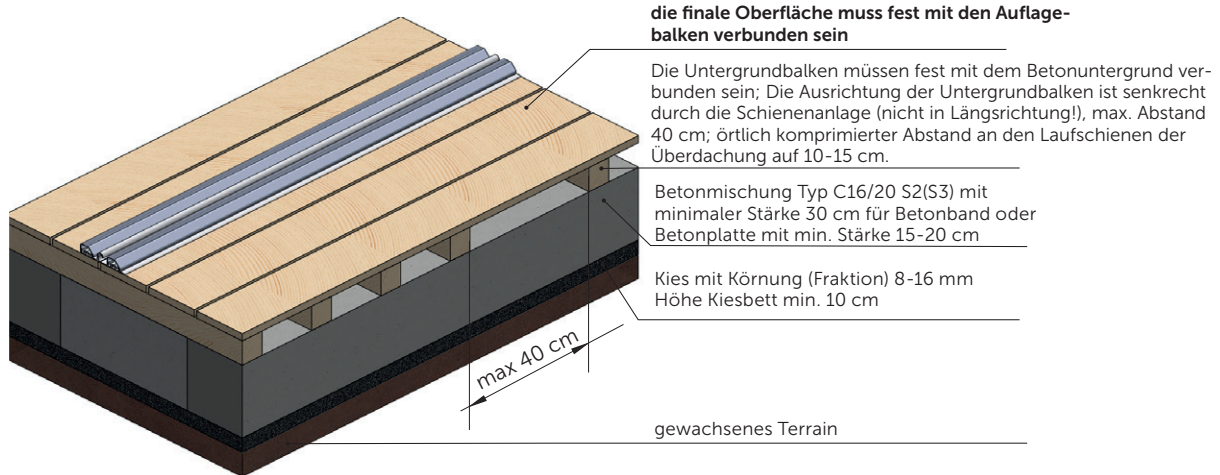 die finale Oberfläche muss fest mit den Auflage-
balken verbunden sein
Die Untergrundbalken müssen fest mit dem Betonuntergrund ver-
bunden sein; Die Ausrichtung der Untergrundbalken ist senkrecht
durch die Schienenanlage (nicht in Längsrichtung!), max. Abstand
40 cm; örtlich komprimierter Abstand an den Laufschienen der
Überdachung auf 10-15 cm.
Betonmischung Typ C16/20 S2(S3) mit
minimaler Stärke 30 cm für Betonband oder
Betonplatte mit min. Stärke 15-20 cm
Kies mit Körnung (Fraktion) 8-16 mm
Höhe Kiesbett min. 10 cm
max 40 cm
gewachsenes Terrain